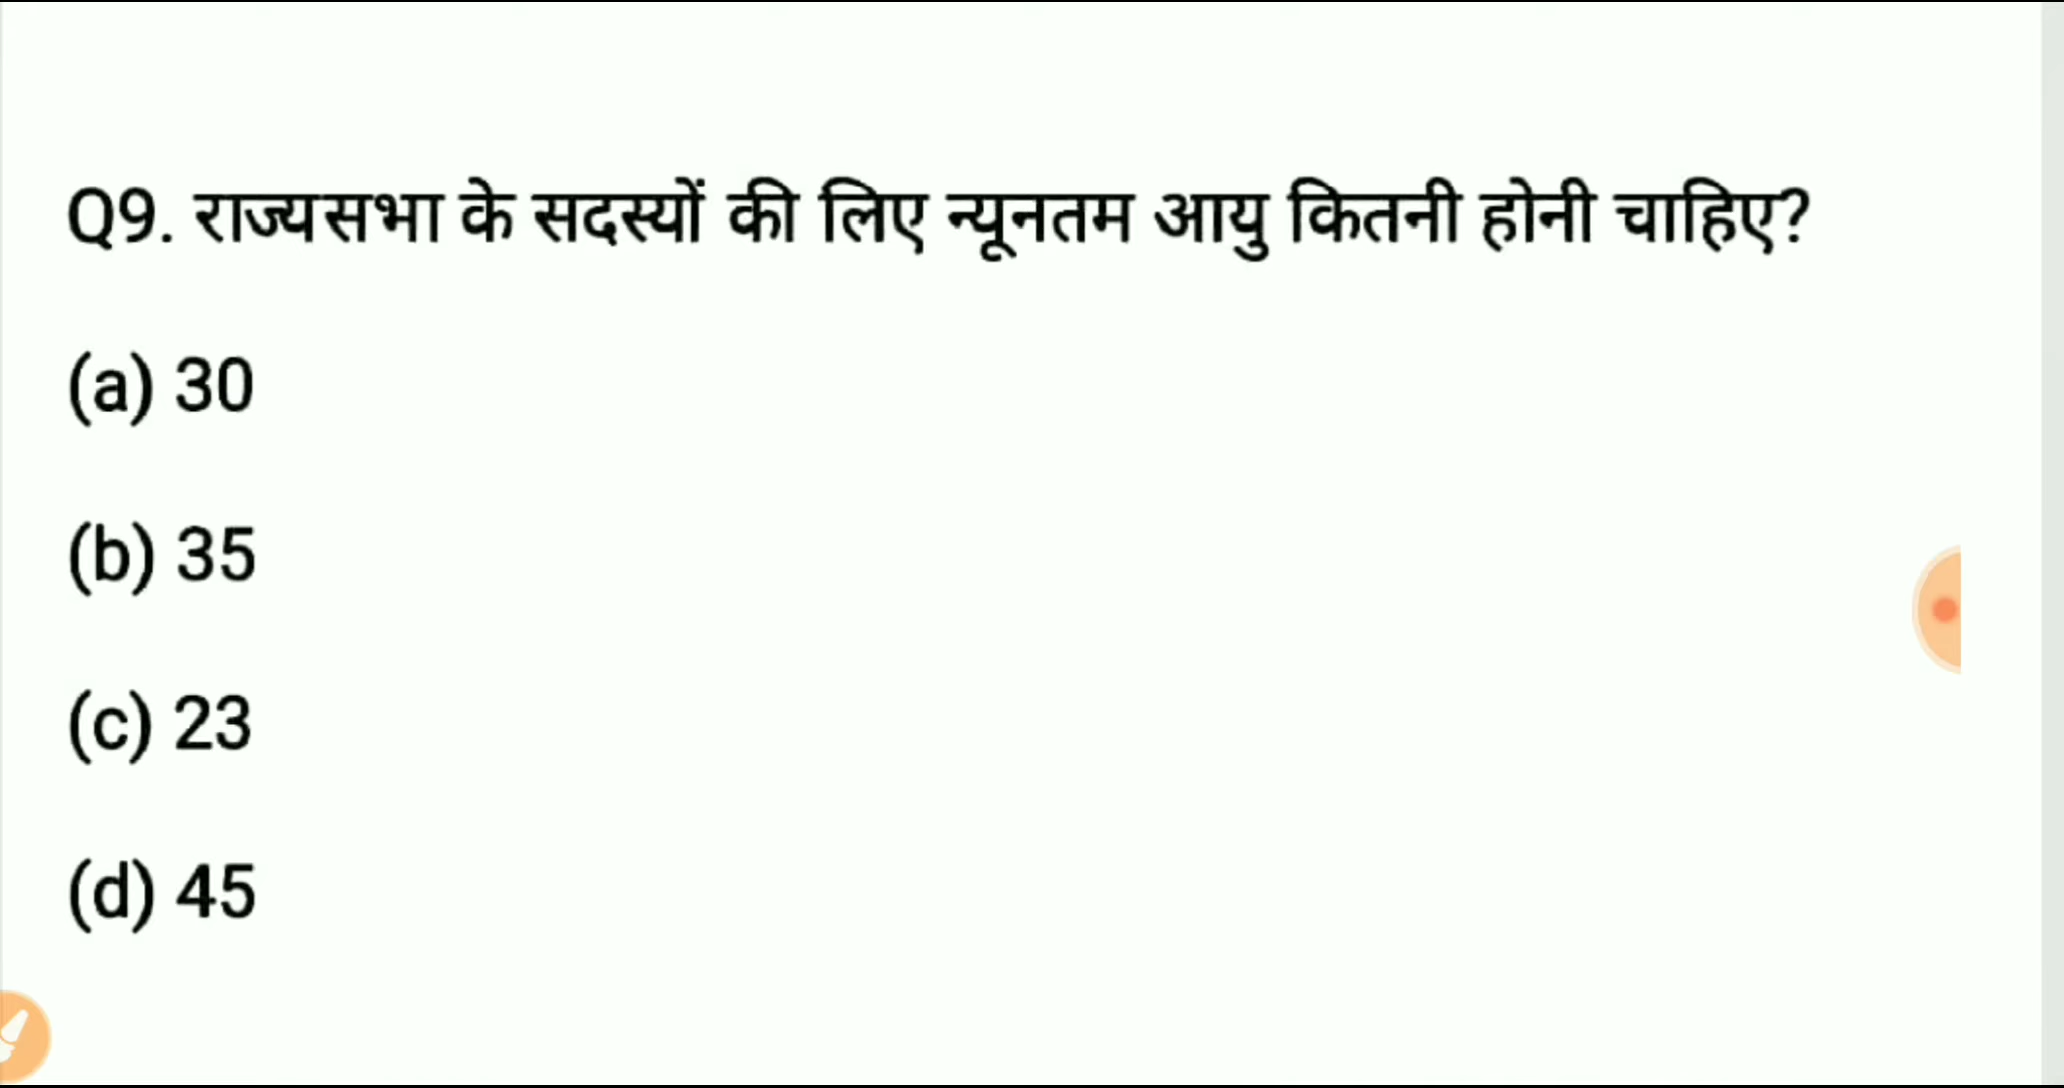 Q9. राज्यसभा के सदस्यों की लिए न्यूनतम आयु कितनी होनी चाहिए?
(a) 30
(b) 35
(c) 23
(d) 45